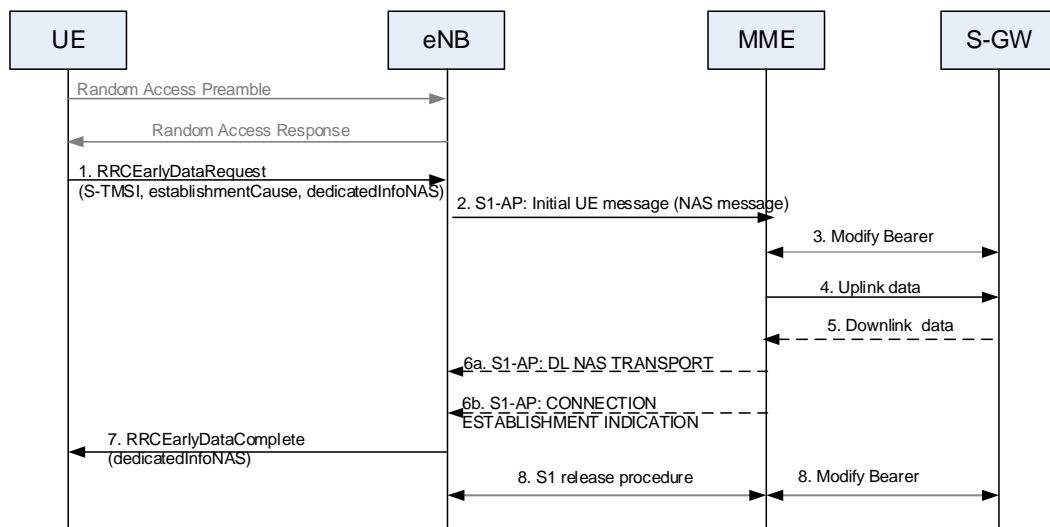 UE
eNB
MME
S-GW
Random Access Preamble
Random Access Response
1. RRCEarlyDataRequest
(S-TMSI, establishmentCause, dedicatedInfoNAS)
2. S1-AP: Initial UE message (NAS message)
3. Modify Bearer
4. Uplink data
5. Downlink data
6a. S1-AP: DL NAS TRANSPORT
6b. S1-AP: CONNECTION
ESTABLISHMENT INDICATION
7. RRCEarlyDataComplete
(dedicatedInfoNAS)
8. S1 release procedure
8. Modify Bearer